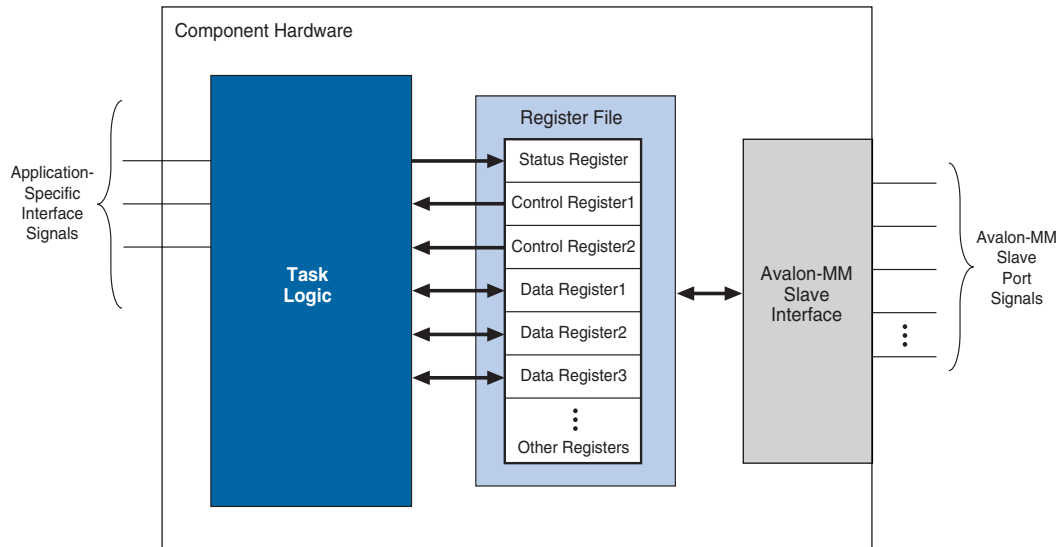 Component Hardware
Application-
Specific
Interface
Signals
Task
Logic
Register File
Status Register
Control Register1
Control Register2
Data Register1
Data Register2
Data Register3
Other Registers
Avalon-MM
Slave
Interface
Avalon-MM
Slave
Port
Signals